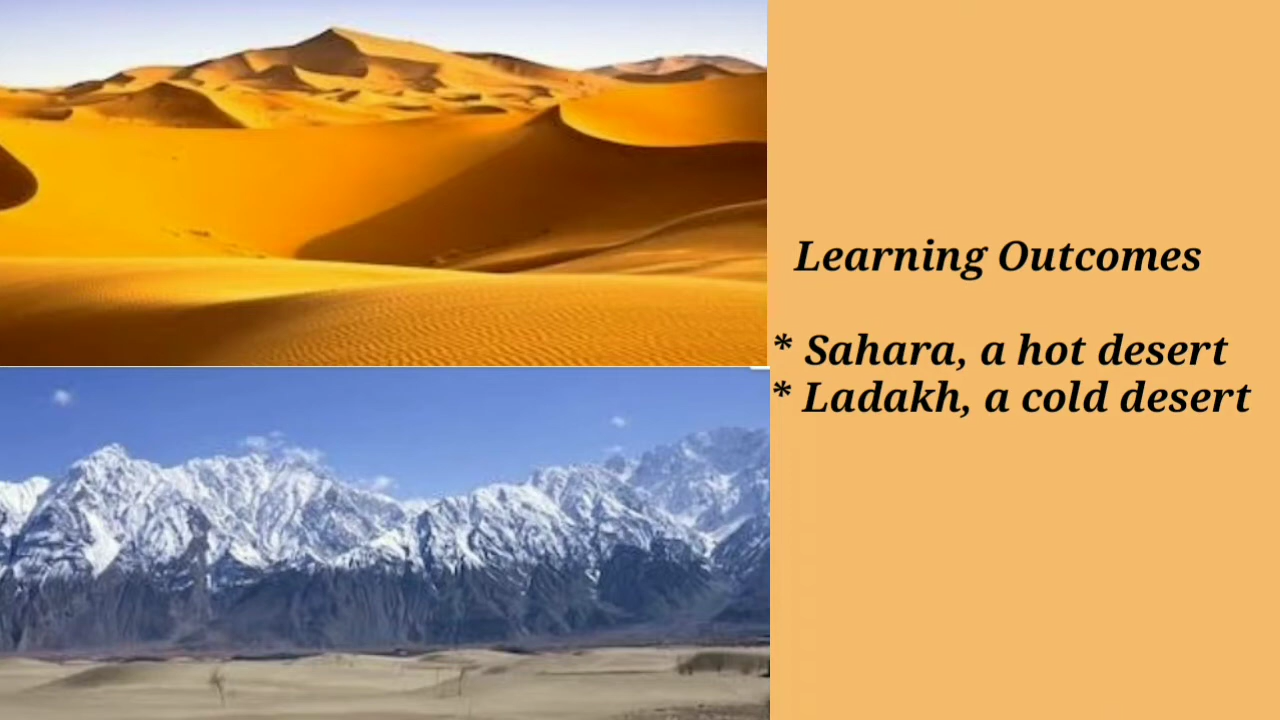 Learning Outcomes
* Sahara, a hot desert
* Ladakh, a cold desert